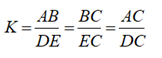 K = AB/DE = BC/EC = AC/DC